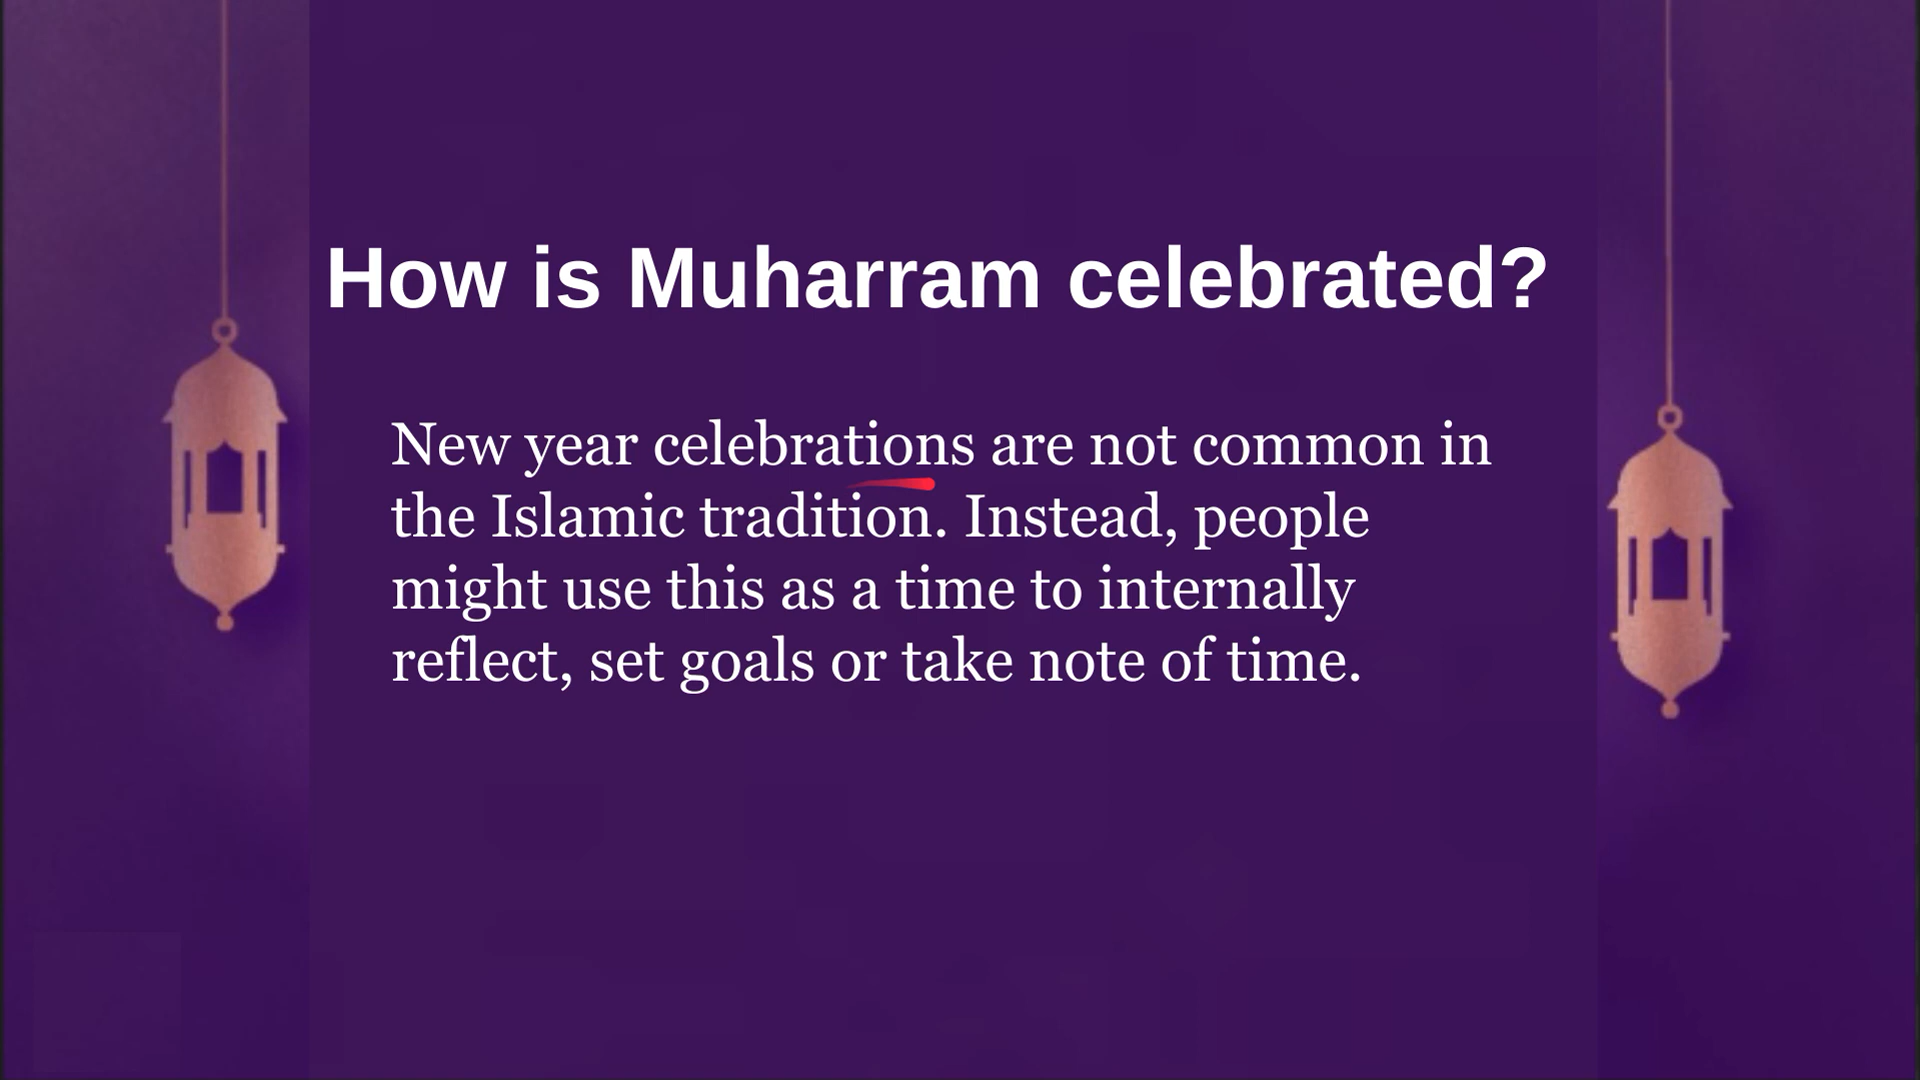 How is Muharram celebrated?
New year celebrations are not common in
the Islamic tradition. Instead, people
might use this as a time to internally
reflect, set goals or take note of time.